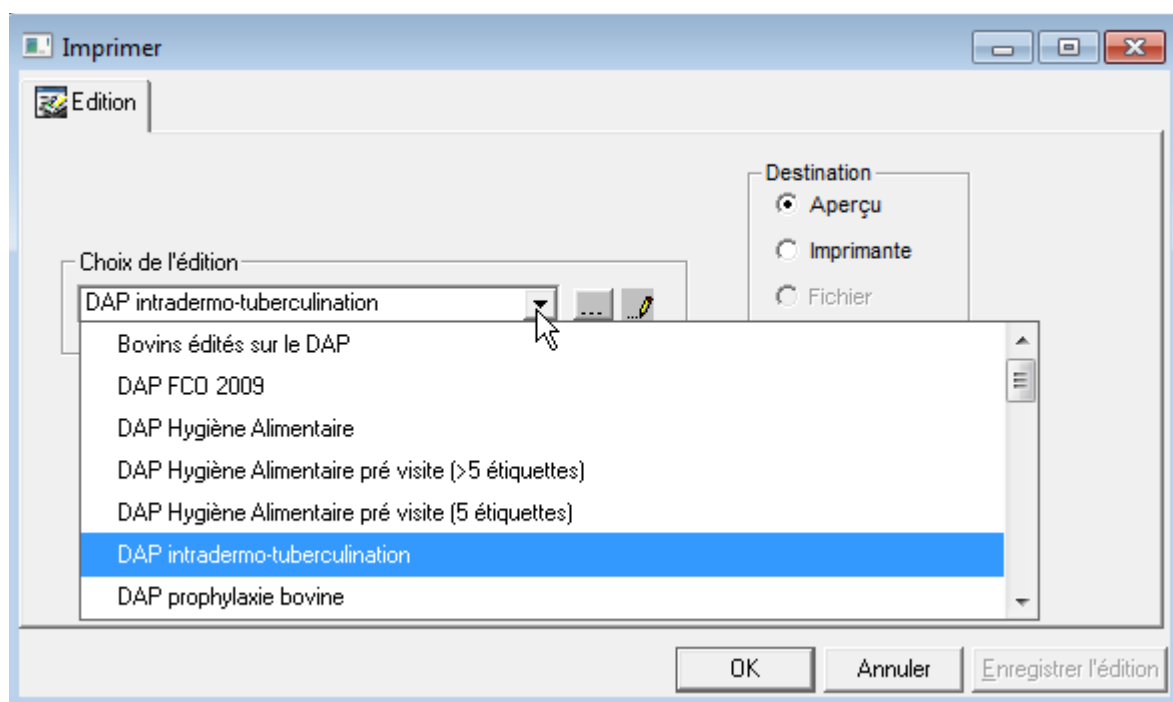 Imprimer
Edition
Destination
Aperçu
Imprimante
Fichier
Choix de l'édition
DAP intradermo-tuberculination
...
Bovins édités sur le DAP
DAP FCO 2009
DAP Hygiène Alimentaire
DAP Hygiène Alimentaire pré visite (>5 étiquettes)
DAP Hygiène Alimentaire pré visite (5 étiquettes)
DAP intradermo-tuberculination
DAP prophylaxie bovine
OK Annuler Enregistrer l'édition